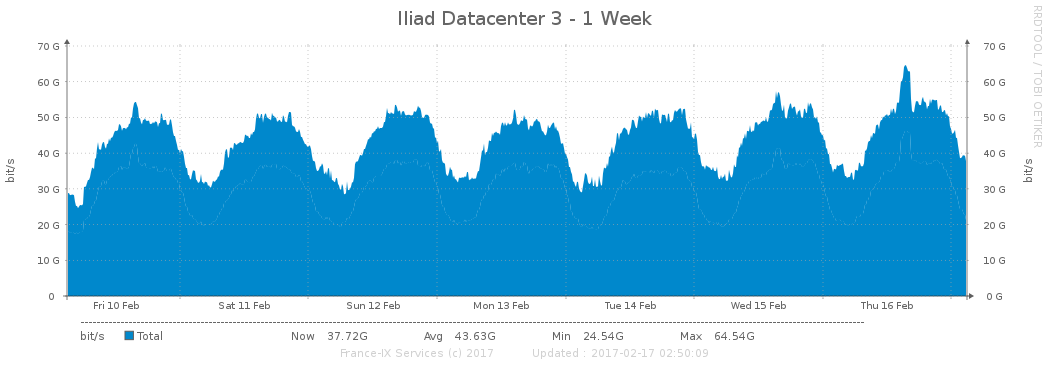 Iliad Datacenter 3 - 1 Week
RRDTOOL / TOBI OETIKER
bit/s
70 G
60 G
50 G
40 G
30 G
20 G
10 G
0
70 G
60 G
50 G
40 G
30 G
20 G
10 G
0 G
bit/s
Fri 10 Feb Sat 11 Feb Sun 12 Feb Mon 13 Feb Tue 14 Feb Wed 15 Feb Thu 16 Feb
bit/s Total Now 37.72G Avg 43.63G Min 24.54G Max 64.54G
France-IX Services (c) 2017 Updated : 2017-02-17 02:50:09